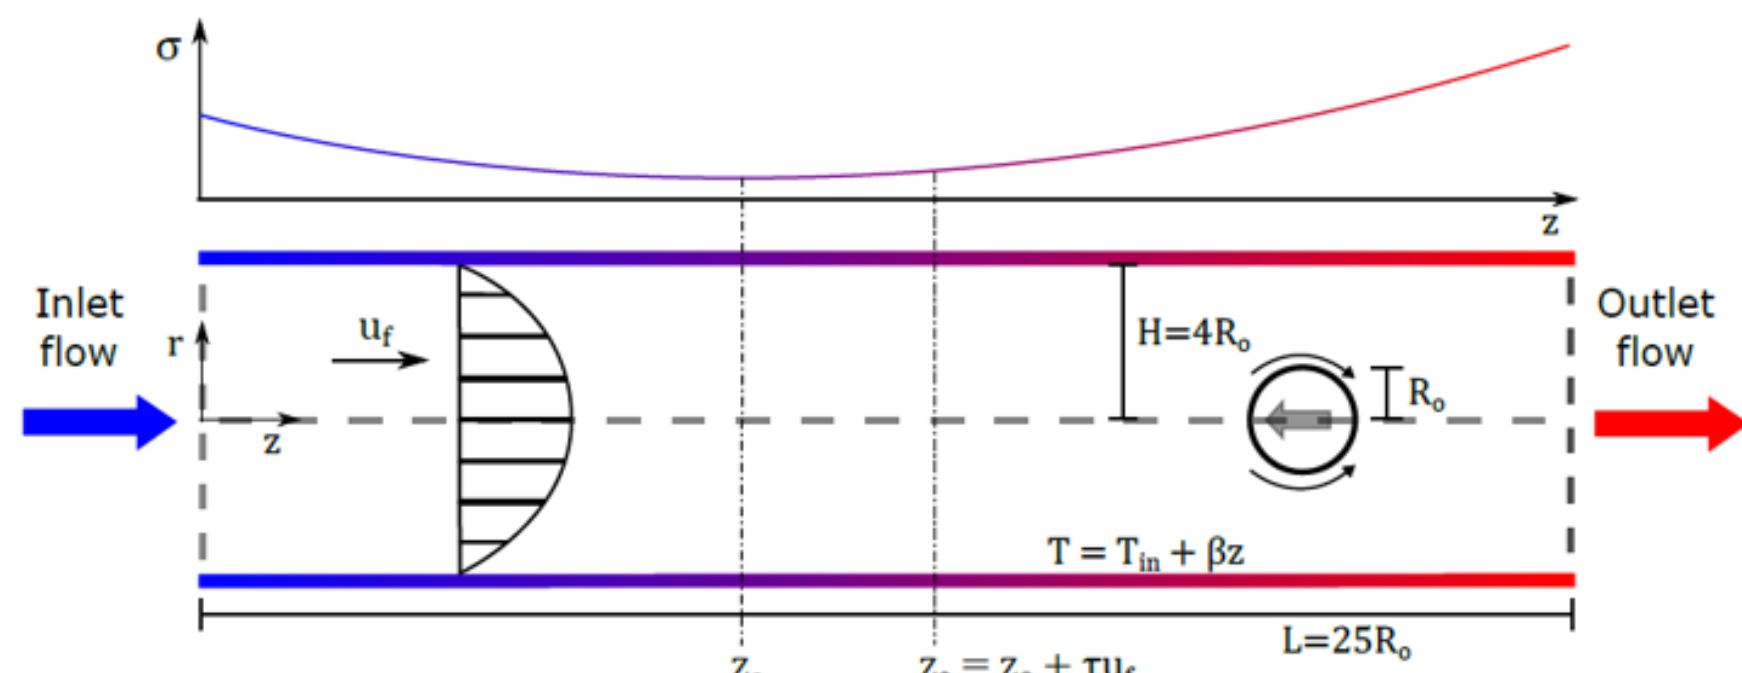 σ
z
Inlet
flow
r
u_f
z
H=4R_o
R_o
Outlet
flow
T = T_in + βz
L=25R_o